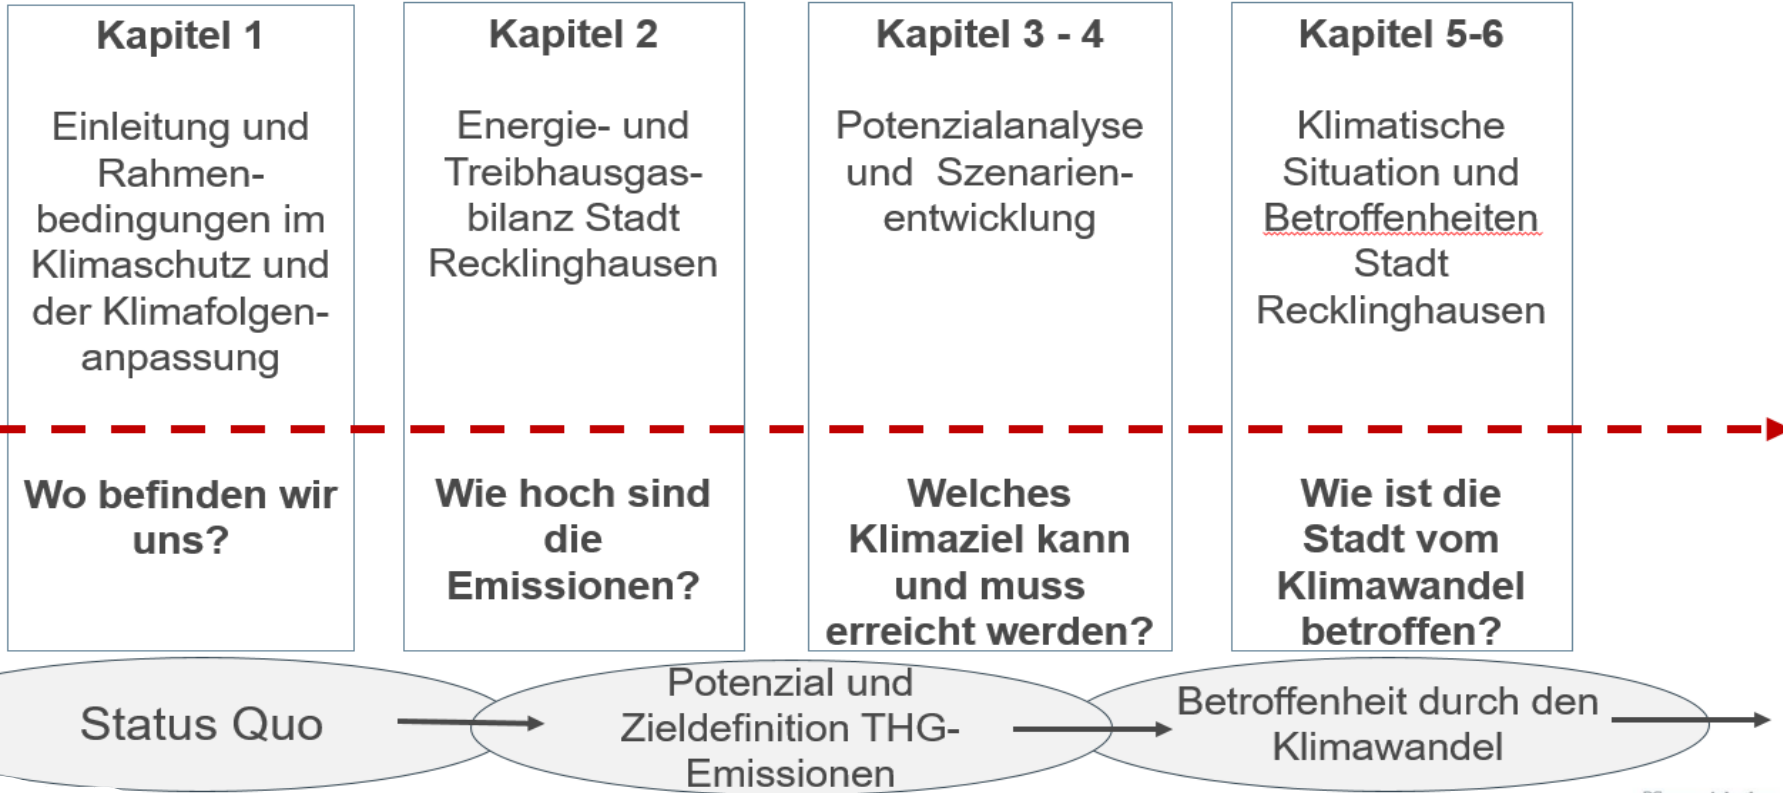 Kapitel 1
Einleitung und
Rahmen-
bedingungen im
Klimaschutz und
der Klimafolgen-
anpassung
Wo befinden wir
uns?
Kapitel 2
Energie- und
Treibhausgas-
bilanz Stadt
Recklinghausen
Wie hoch sind
die
Emissionen?
Kapitel 3 - 4
Potenzialanalyse
und Szenarien-
entwicklung
Welches
Klimaziel kann
und muss
erreicht werden?
Kapitel 5-6
Klimatische
Situation und
Betroffenheiten
Stadt
Recklinghausen
Wie ist die
Stadt vom
Klimawandel
betroffen?
Status Quo
Potenzial und
Zieldefinition THG-
Emissionen
Betroffenheit durch den
Klimawandel